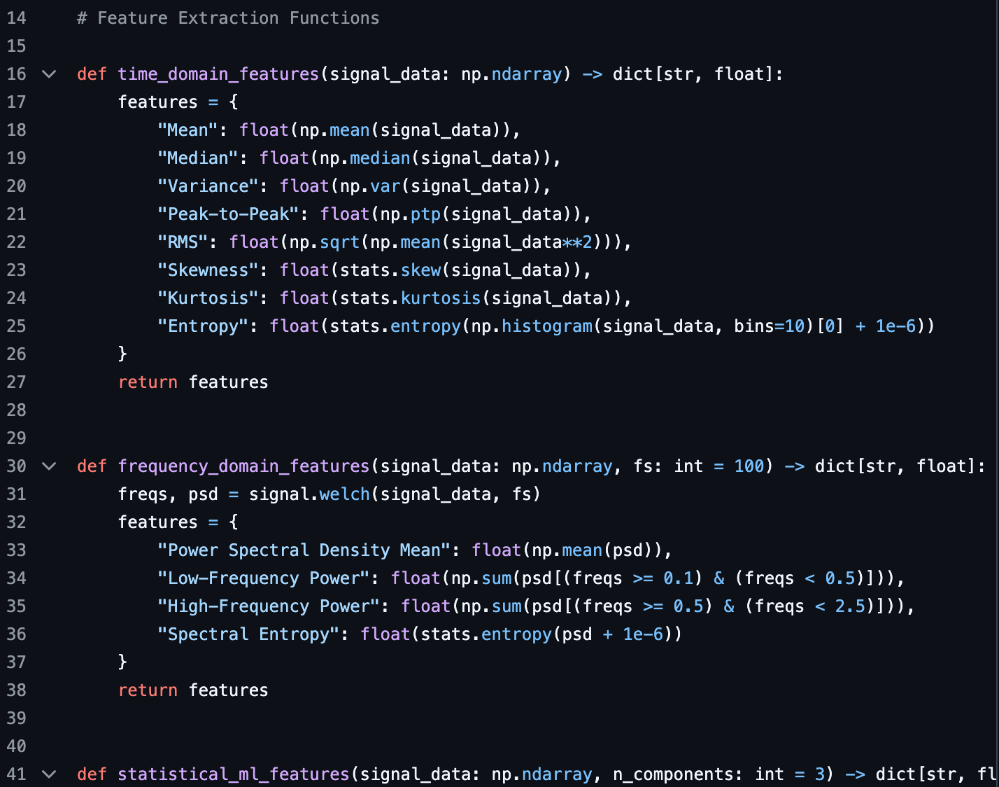 14 # Feature Extraction Functions
15
16 def time_domain_features(signal_data: np.ndarray) -> dict[str, float]:
17 features = {
18 "Mean": float(np.mean(signal_data)),
19 "Median": float(np.median(signal_data)),
20 "Variance": float(np.var(signal_data)),
21 "Peak-to-Peak": float(np.ptp(signal_data)),
22 "RMS": float(np.sqrt(np.mean(signal_data**2))),
23 "Skewness": float(stats.skew(signal_data)),
24 "Kurtosis": float(stats.kurtosis(signal_data)),
25 "Entropy": float(stats.entropy(np.histogram(signal_data, bins=10)[0] + 1e-6))
26 }
27 return features
28
29
30 def frequency_domain_features(signal_data: np.ndarray, fs: int = 100) -> dict[str, float]:
31 freqs, psd = signal.welch(signal_data, fs)
32 features = {
33 "Power Spectral Density Mean": float(np.mean(psd)),
34 "Low-Frequency Power": float(np.sum(psd[(freqs >= 0.1) & (freqs < 0.5)])),
35 "High-Frequency Power": float(np.sum(psd[(freqs >= 0.5) & (freqs < 2.5)])),
36 "Spectral Entropy": float(stats.entropy(psd + 1e-6))
37 }
38 return features
39
40
41 def statistical_ml_features(signal_data: np.ndarray, n_components: int = 3) -> dict[str, fl